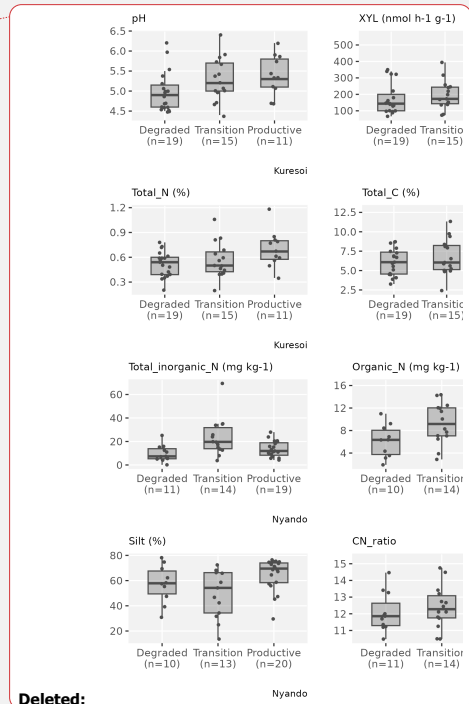 pH
6.5
6.0
5.5
5.0
4.5
Degraded Transition Productive
(n=19) (n=15) (n=11)
XYL (nmol h-1 g-1)
500
400
300
200
100
Degraded
(n=19) (n=15)
Kuresoi
Total_N (%)
1.2
0.9
0.6
0.3
Degraded Transition Productive
(n=19) (n=15) (n=11)
Total_C (%)
12.5
10.0
7.5
5.0
2.5
Degraded
(n=19) (n=15)
Kuresoi
Total_inorganic_N (mg kg-1)
60
40
20
0
Degraded Transition Productive
(n=11) (n=14) (n=19)
Organic_N (mg kg-1)
16
12
8
4
Degraded Transition
(n=10) (n=14)
Nyando
Silt (%)
80
60
40
20
Degraded Transition Productive
(n=10) (n=13) (n=20)
CN_ratio
15
14
13
12
11
Degraded Transition
(n=11) (n=14)
Nyando
Deleted: